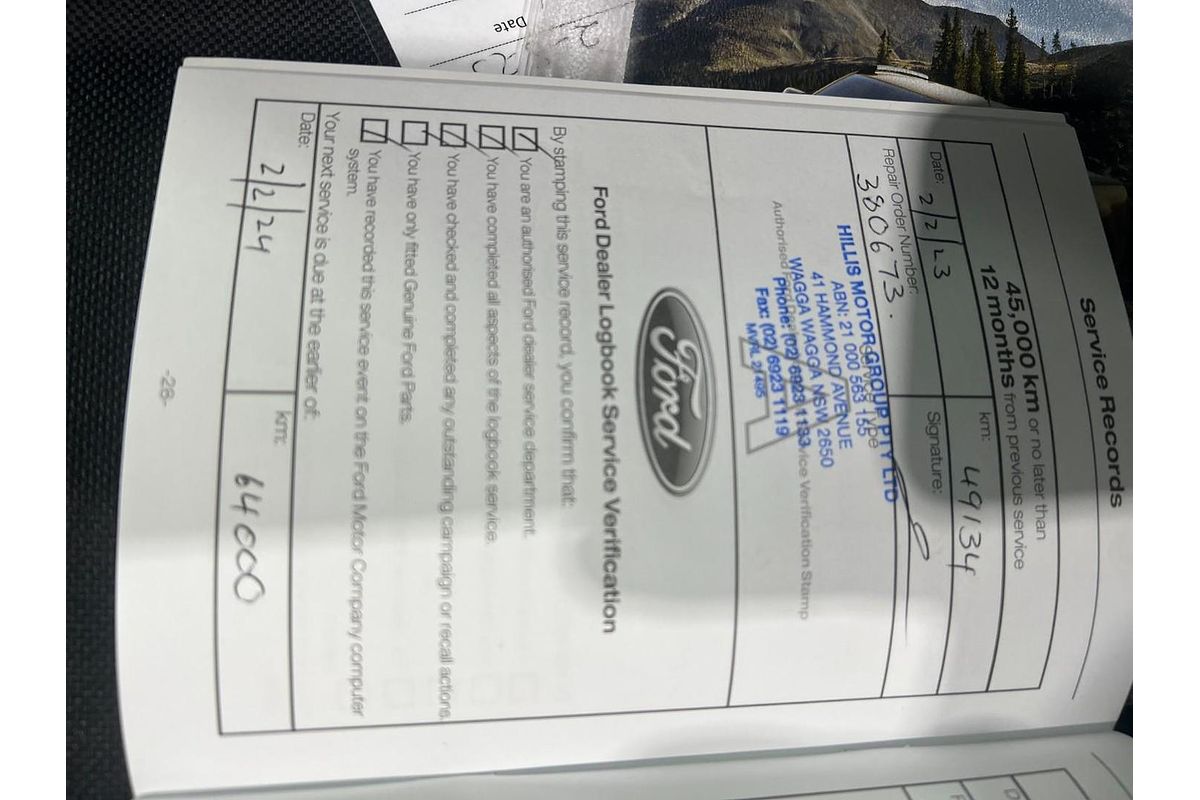 Service Records
45,000 km or no later than
12 months from previous service
Date: 2/2/23
km: 49134
Repair Order Number: 380673.
Signature:
Service Type
HILLIS MOTOR GROUP PTY LTD
ABN: 21 000 563 155
41 HAMMOND AVENUE
WAGGA WAGGA NSW 2650
Phone: (02) 6923 1133
Fax: (02) 6923 1119
MVRL 21495
Authorised Ford Dealer Service Verification Stamp
Ford
Ford Dealer Logbook Service Verification
By stamping this service record, you confirm that:
You are an authorised Ford dealer service department.
You have completed all aspects of the logbook service.
You have checked and completed any outstanding campaign or recall actions.
You have only fitted Genuine Ford Parts.
You have recorded this service event on the Ford Motor Company computer
system.
Your next service is due at the earlier of:
Date: 2/2/24
km: 64000
-26-
Date